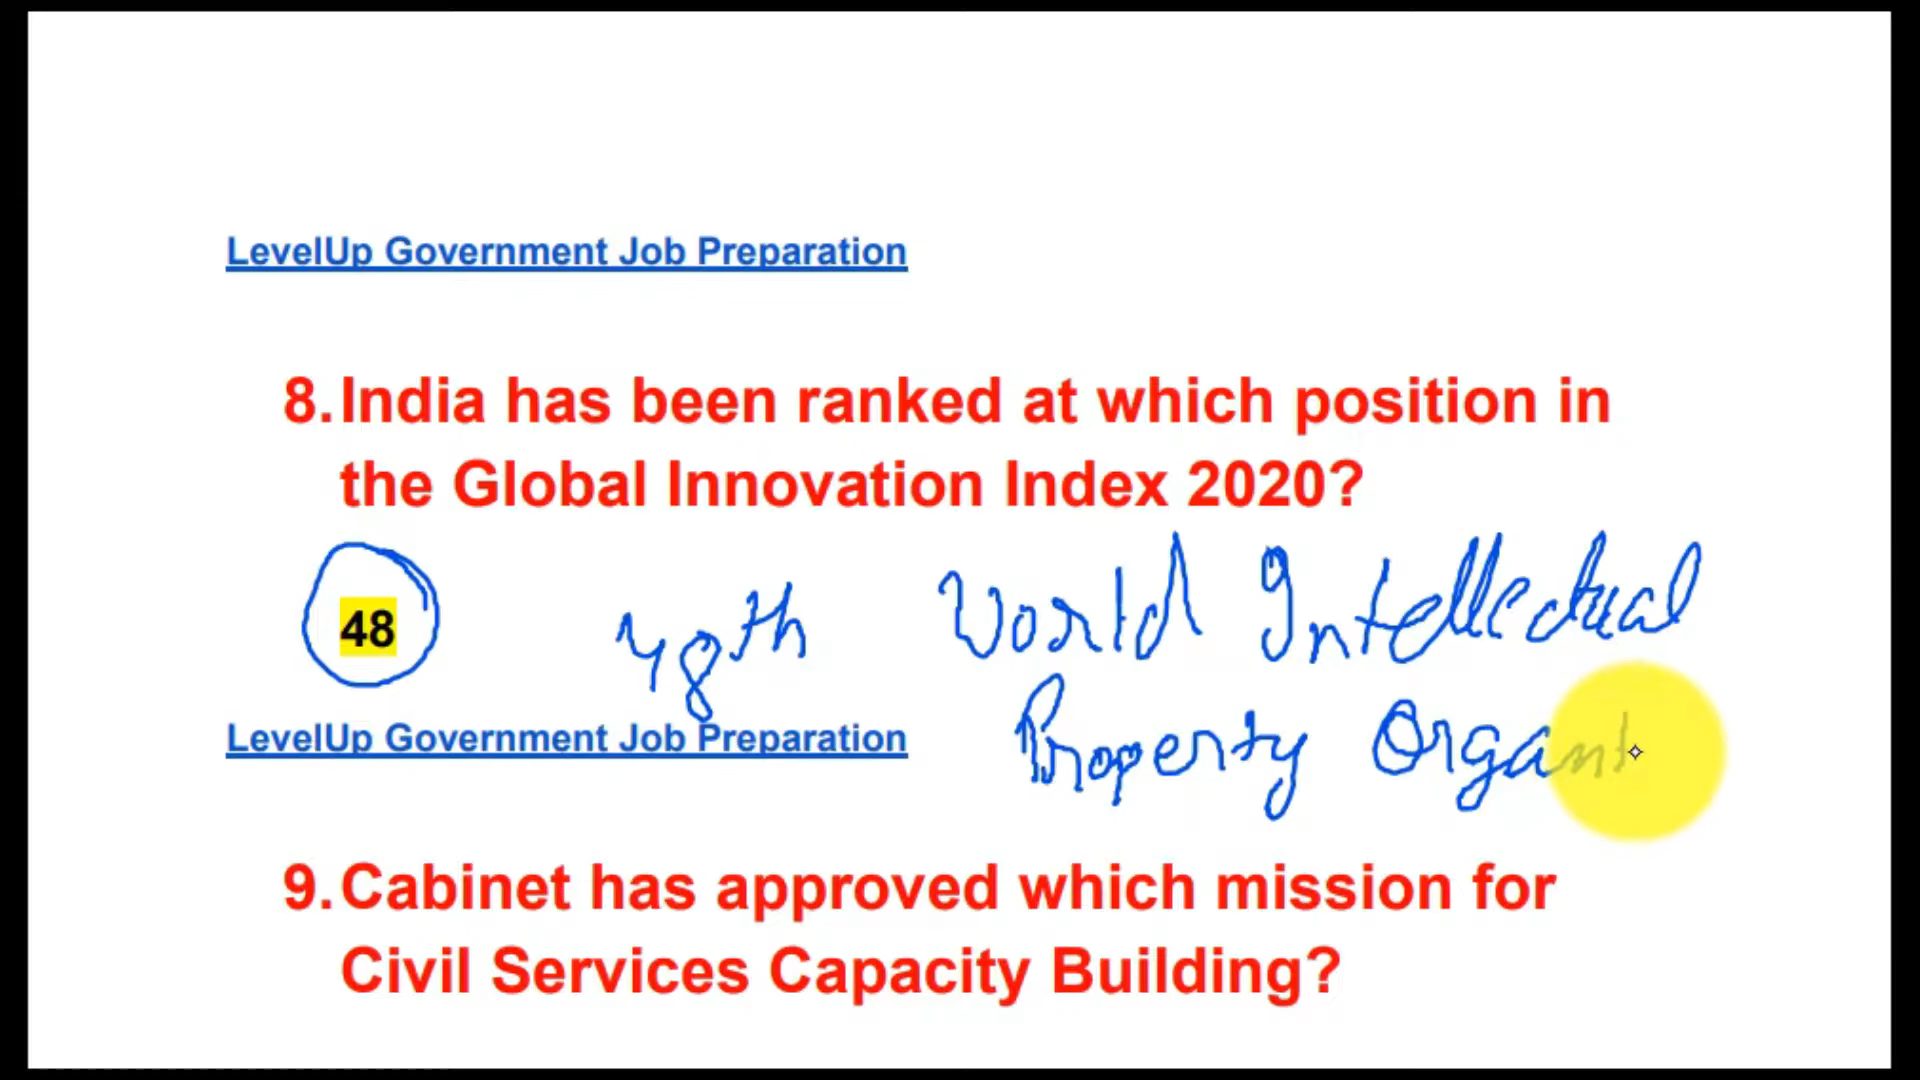 LevelUp Government Job Preparation
8. India has been ranked at which position in
the Global Innovation Index 2020?
48 48th World Intellectual
LevelUp Government Job Preparation Property Organi
9. Cabinet has approved which mission for
Civil Services Capacity Building?